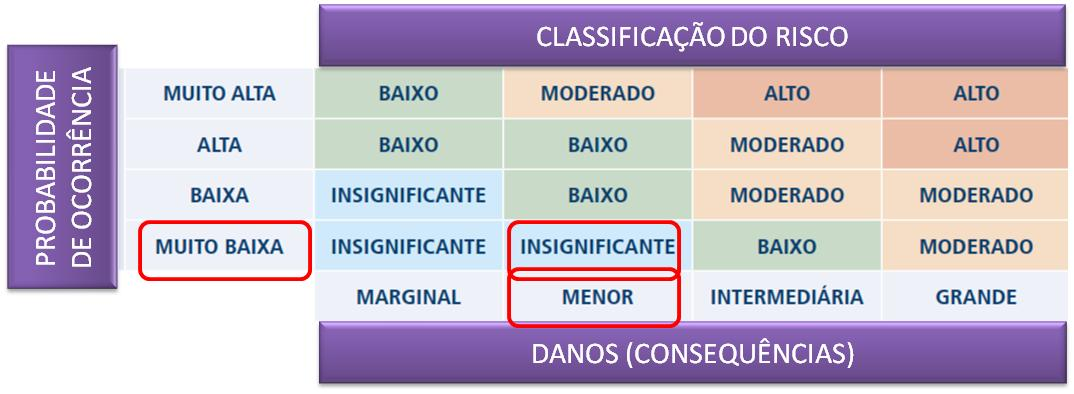 CLASSIFICAÇÃO DO RISCO
PROBABILIDADE
DE OCORRÊNCIA
MUITO ALTA BAIXO MODERADO ALTO ALTO
ALTA BAIXO BAIXO MODERADO ALTO
BAIXA INSIGNIFICANTE BAIXO MODERADO MODERADO
MUITO BAIXA INSIGNIFICANTE INSIGNIFICANTE BAIXO MODERADO
MARGINAL MENOR INTERMEDIÁRIA GRANDE
DANOS (CONSEQUÊNCIAS)